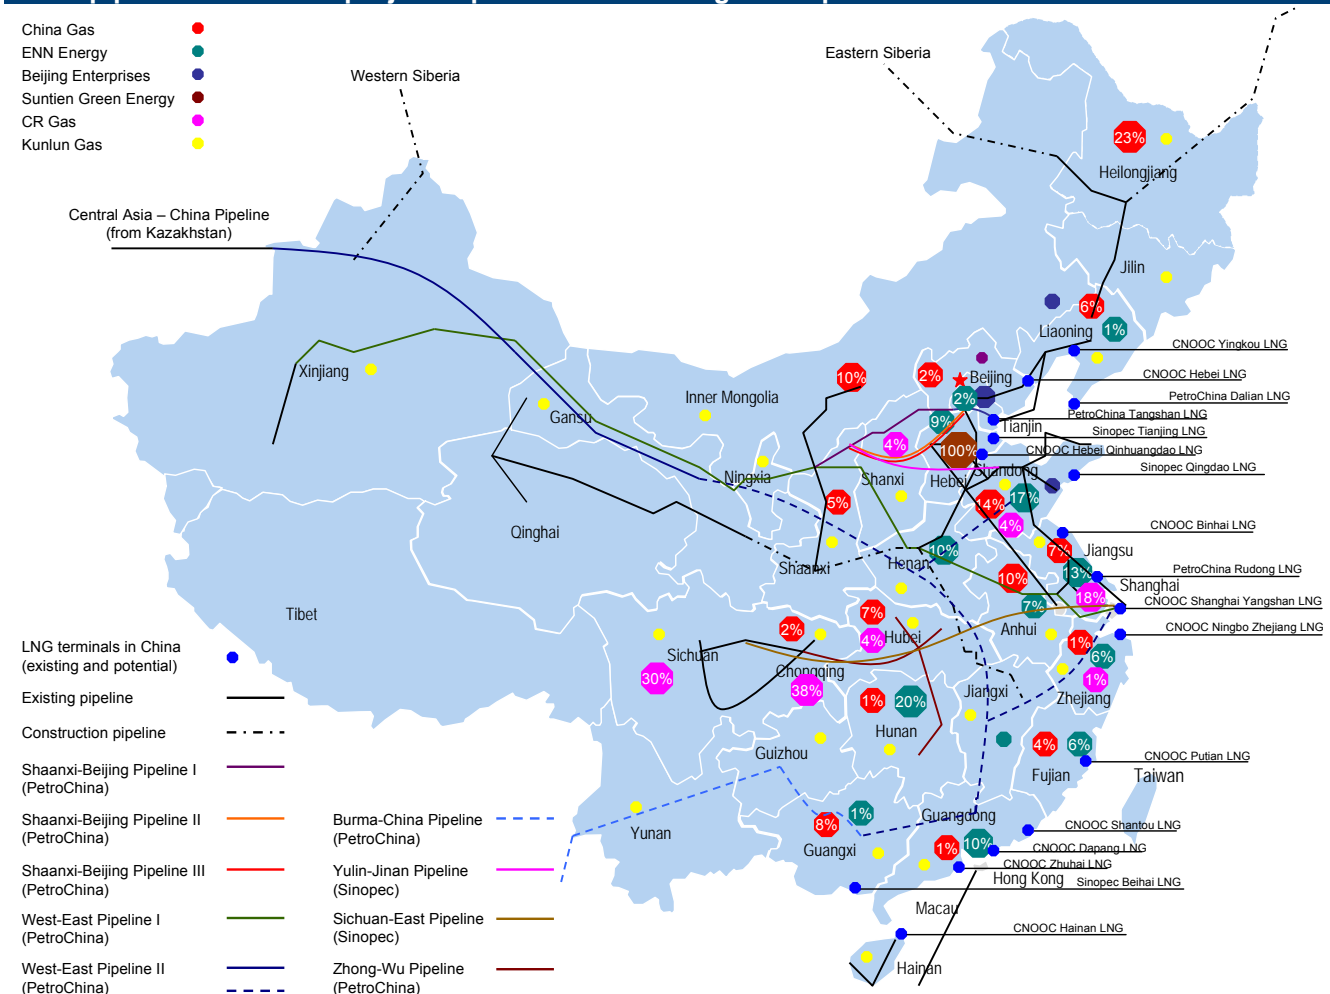 China Gas
ENN Energy
Beijing Enterprises
Suntien Green Energy
CR Gas
Kunlun Gas
Western Siberia
Eastern Siberia
Central Asia – China Pipeline
(from Kazakhstan)
23%
Heilongjiang
Jilin
6%
1%
Liaoning
CNOOC Yingkou LNG
Xinjiang
10%
2%
Beijing
CNOOC Hebei LNG
Inner Mongolia
2%
PetroChina Dalian LNG
Gansu
9%
PetroChina Tangshan LNG
Tianjin
Sinopec Tianjing LNG
4%
100%
CNOOC Hebei Qinhuangdao LNG
Ningxia
Shanxi
Hebei
Shandong
Sinopec Qingdao LNG
5%
14%
17%
4%
CNOOC Binhai LNG
Qinghai
10%
7%
Jiangsu
Shaanxi
Henan
10%
13%
PetroChina Rudong LNG
Shanghai
18%
7%
CNOOC Shanghai Yangshan LNG
Tibet
7%
2%
4%
Hubei
Anhui
CNOOC Ningbo Zhejiang LNG
1%
6%
Sichuan
30%
Chongqing
38%
1%
Zhejiang
Jiangxi
1%
20%
Hunan
4%
6%
Guizhou
CNOOC Putian LNG
Fujian
Taiwan
Yunan
8%
1%
Guangxi
Guangdong
CNOOC Shantou LNG
1%
10%
CNOOC Dapang LNG
CNOOC Zhuhai LNG
Hong Kong
Sinopec Beihai LNG
Macau
CNOOC Hainan LNG
Hainan
LNG terminals in China
(existing and potential)
Existing pipeline
Construction pipeline
Shaanxi-Beijing Pipeline I
(PetroChina)
Shaanxi-Beijing Pipeline II
(PetroChina)
Shaanxi-Beijing Pipeline III
(PetroChina)
West-East Pipeline I
(PetroChina)
West-East Pipeline II
(PetroChina)
Burma-China Pipeline
(PetroChina)
Yulin-Jinan Pipeline
(Sinopec)
Sichuan-East Pipeline
(Sinopec)
Zhong-Wu Pipeline
(PetroChina)